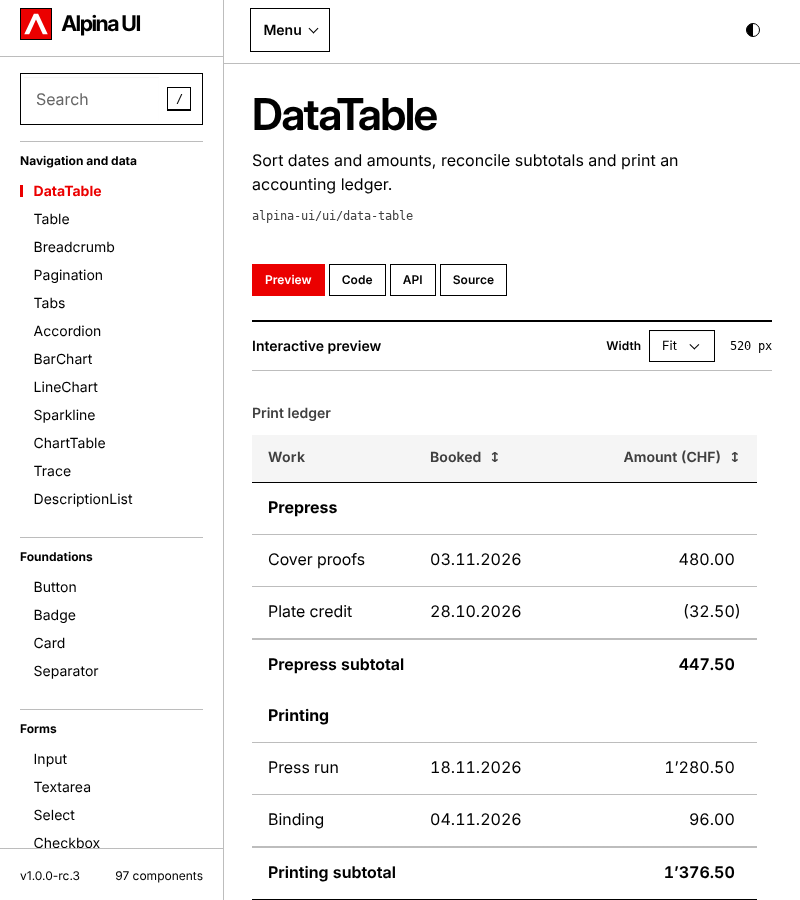 Alpina UI
Menu
Search /
Navigation and data
DataTable
Table
Breadcrumb
Pagination
Tabs
Accordion
BarChart
LineChart
Sparkline
ChartTable
Trace
DescriptionList
Foundations
Button
Badge
Card
Separator
Forms
Input
Textarea
Select
Checkbox
v1.0.0-rc.3 97 components
DataTable
Sort dates and amounts, reconcile subtotals and print an
accounting ledger.
alpina-ui/ui/data-table
Preview Code API Source
Interactive preview Width Fit 520 px
Print ledger
Work Booked ↕ Amount (CHF) ↕
Prepress
Cover proofs 03.11.2026 480.00
Plate credit 28.10.2026 (32.50)
Prepress subtotal 447.50
Printing
Press run 18.11.2026 1’280.50
Binding 04.11.2026 96.00
Printing subtotal 1’376.50